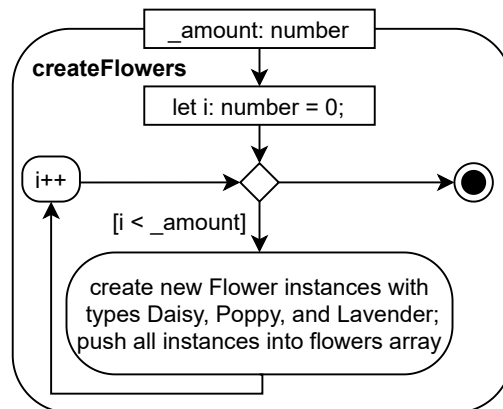 _amount: number
createFlowers
let i: number = 0;
i++
[i < _amount]
create new Flower instances with
types Daisy, Poppy, and Lavender;
push all instances into flowers array